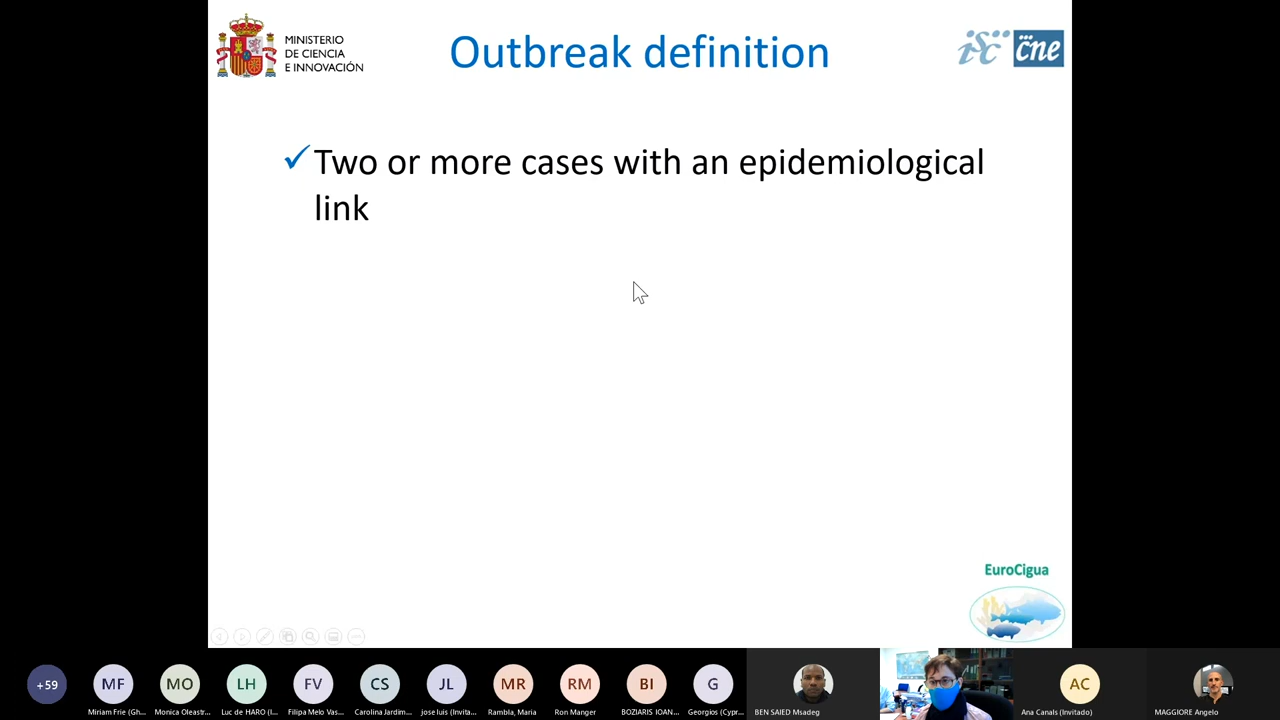 MINISTERIO
DE CIENCIA
E INNOVACIÓN
Outbreak definition
isc cne
Two or more cases with an epidemiological
link
EuroCigua
+59
MF
MO
LH
FV
CS
JL
MR
RM
BI
G
AC
Miriam Frie (Gh...
Monica Oleastr...
Luc de HARO (I...
Filipa Melo Vas...
Carolina Jardim...
jose luis (Invita...
Rambla, Maria
Ron Manger
BOZIARIS IOAN...
Georgios (Cypr...
BEN SAIED Msadeg
Ana Canals (Invitado)
MAGGIORE Angelo